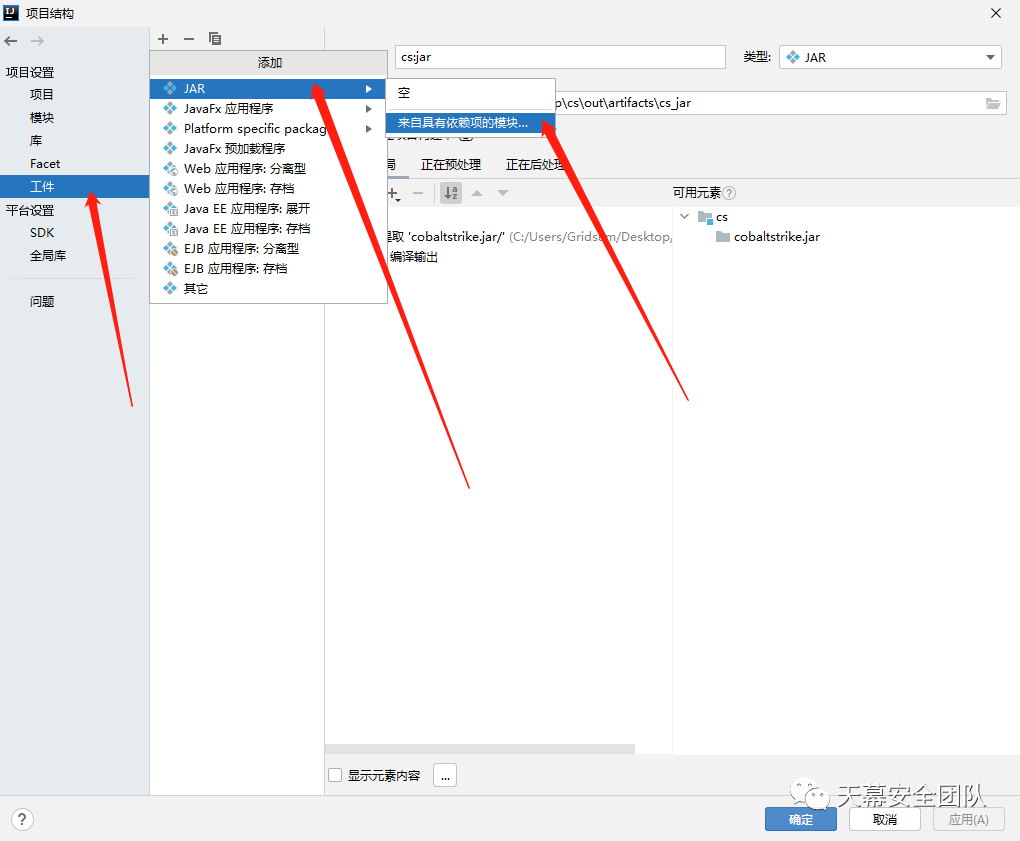 项目结构
项目设置
项目
模块
库
Facet
工件
平台设置
SDK
全局库
问题
添加
JAR
JavaFx 应用程序
Platform specific packag
JavaFx 预加载程序
Web 应用程序: 分离型
Web 应用程序: 存档
Java EE 应用程序: 展开
Java EE 应用程序: 存档
EJB 应用程序: 分离型
EJB 应用程序: 存档
其它
空
来自具有依赖项的模块...
cs:jar
类型: JAR
p\cs\out\artifacts\cs_jar
局 正在预处理 正在后处理
可用元素 ?
提取 'cobaltstrike.jar/' (C:/Users/Gridsum/Desktop/
编译输出
cs
cobaltstrike.jar
显示元素内容 ...
天幕安全团队
? 确定 取消 应用(A)